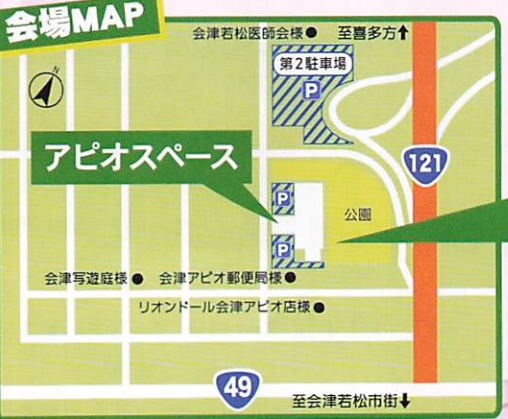 会場MAP
会津若松医師会様●
至喜多方↑
N
第2駐車場
P
アピオスペース
121
P
公園
P
会津写遊庭様●
会津アピオ郵便局様●
リオンドール会津アピオ店様●
49
至会津若松市街↓